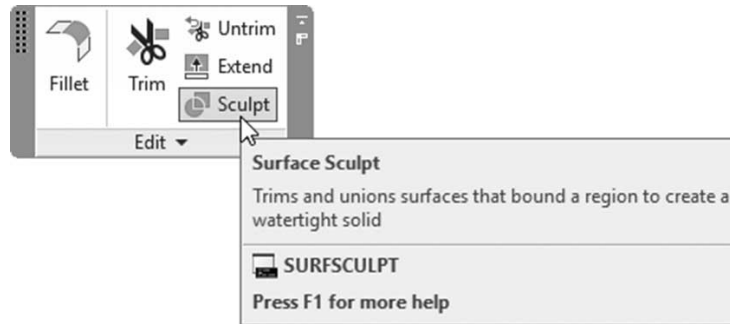 Fillet
Trim
Untrim
Extend
Sculpt
Edit
Surface Sculpt
Trims and unions surfaces that bound a region to create a
watertight solid
SURFSCULPT
Press F1 for more help